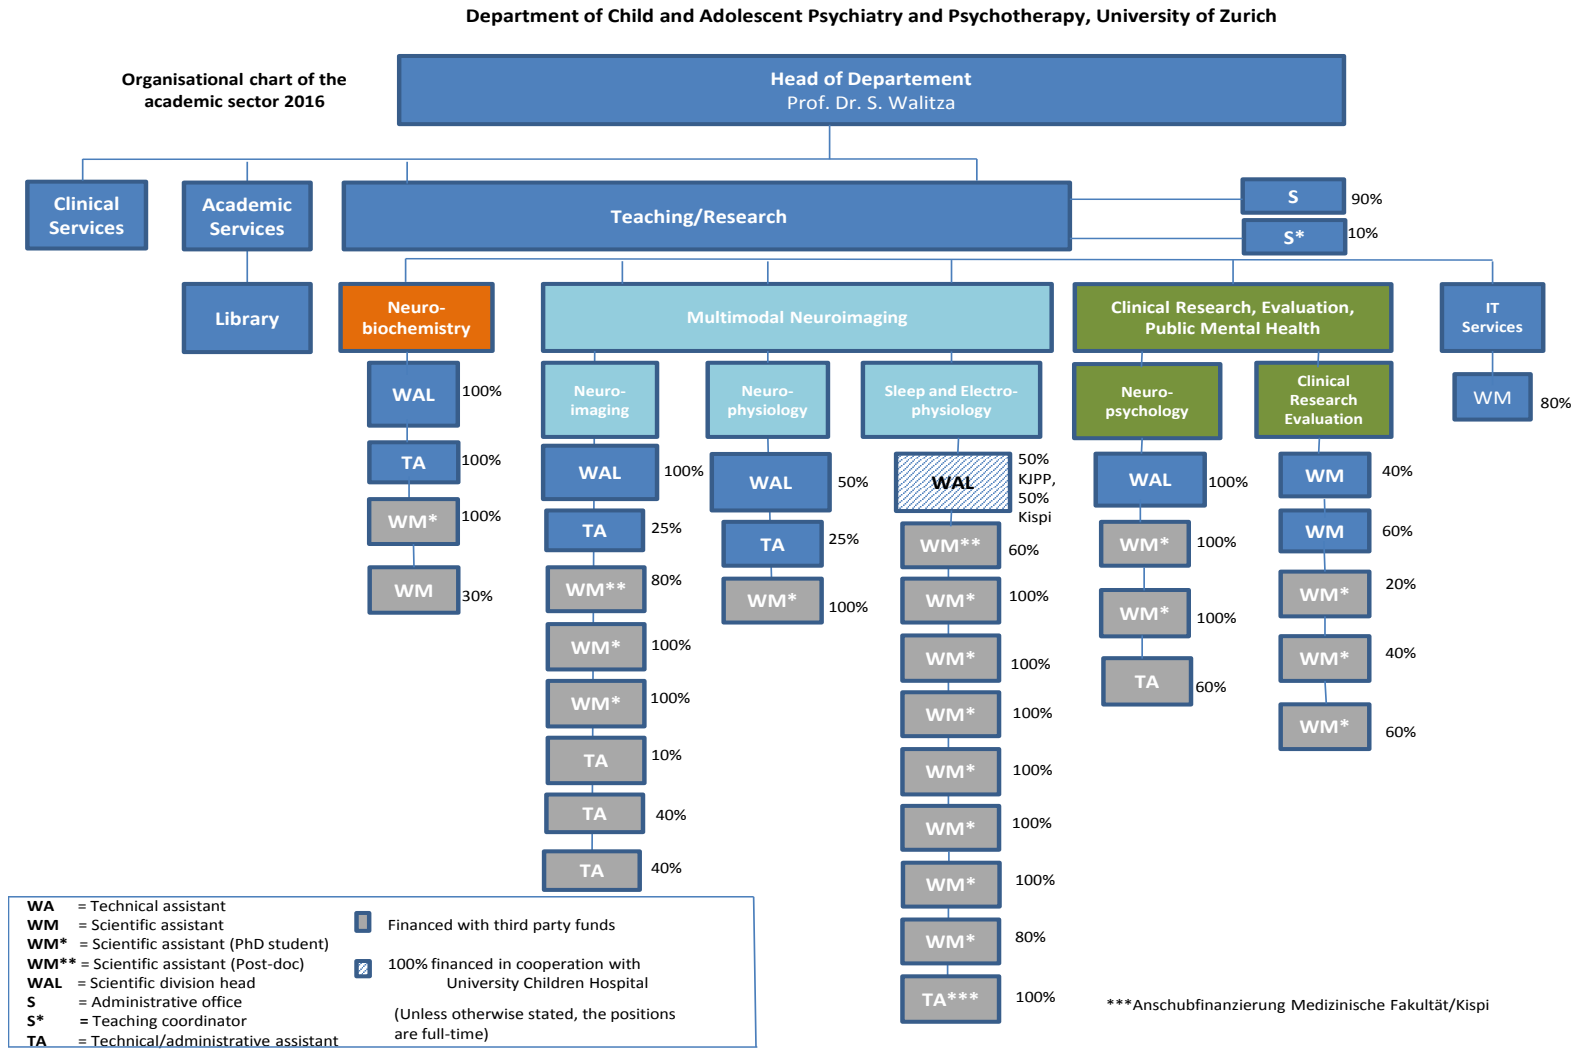 Department of Child and Adolescent Psychiatry and Psychotherapy, University of Zurich
Organisational chart of the
academic sector 2016
Head of Departement
Prof. Dr. S. Walitza
Clinical
Services
Academic
Services
Teaching/Research
S
90%
S*
10%
Library
Neuro-
biochemistry
Multimodal Neuroimaging
Clinical Research, Evaluation,
Public Mental Health
IT
Services
WAL
100%
TA
100%
WM*
100%
WM
30%
Neuro-
imaging
WAL
100%
TA
25%
WM**
80%
WM*
100%
WM*
100%
TA
10%
TA
40%
TA
40%
Neuro-
physiology
WAL
50%
TA
25%
WM*
100%
Sleep and Electro-
physiology
WAL
50%
KJPP,
50%
Kispi
WM**
60%
WM*
100%
WM*
100%
WM*
100%
WM*
100%
WM*
100%
WM*
100%
WM*
80%
TA***
100%
Neuro-
psychology
WAL
100%
WM*
100%
WM*
100%
TA
60%
Clinical
Research
Evaluation
WM
40%
WM
60%
WM*
20%
WM*
40%
WM*
60%
WM
80%
WA = Technical assistant
WM = Scientific assistant
WM* = Scientific assistant (PhD student)
WM** = Scientific assistant (Post-doc)
WAL = Scientific division head
S = Administrative office
S* = Teaching coordinator
TA = Technical/administrative assistant
Financed with third party funds
100% financed in cooperation with
University Children Hospital
(Unless otherwise stated, the positions
are full-time)
***Anschubfinanzierung Medizinische Fakultät/Kispi